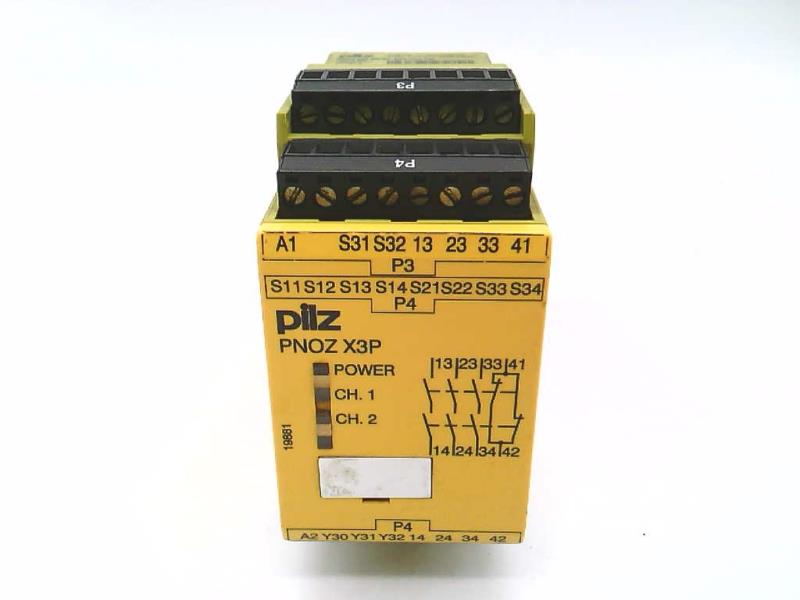 pilz
P3
P4
A1 S31 S32 13 23 33 41
P3
S11 S12 S13 S14 S21 S22 S33 S34
P4
pilz
PNOZ X3P
POWER
CH. 1
CH. 2
13 23 33 41
14 24 34 42
19881
P4
A2 Y30 Y31 Y32 14 24 34 42